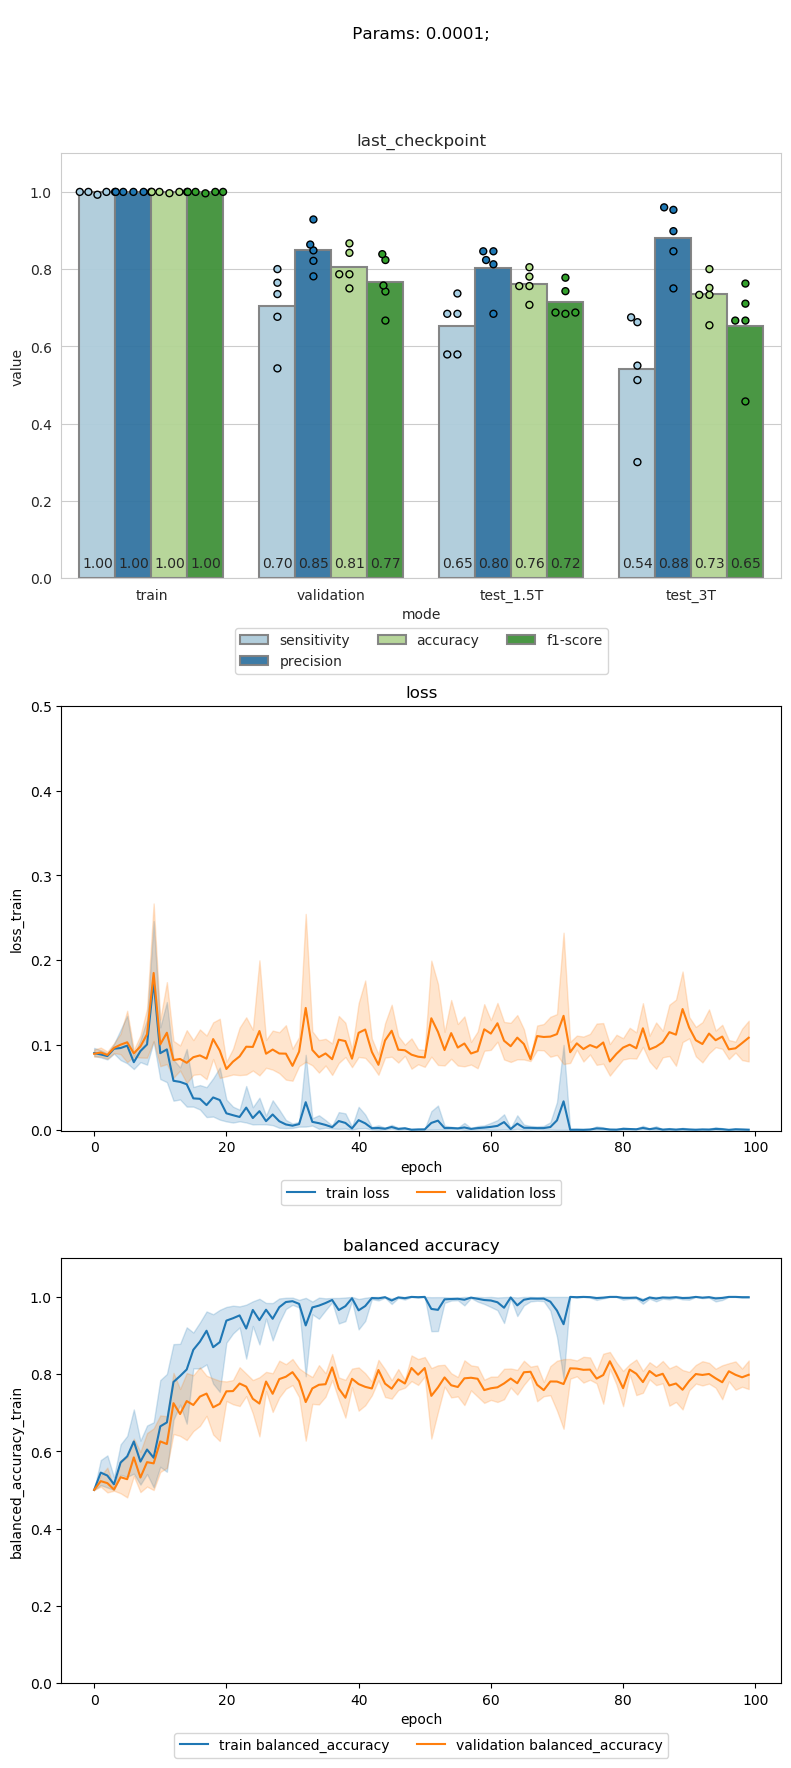 Params: 0.0001;
last_checkpoint
value
1.0
0.8
0.6
0.4
0.2
0.0
1.00 1.00 1.00 1.00 0.70 0.85 0.81 0.77 0.65 0.80 0.76 0.72 0.54 0.88 0.73 0.65
train validation test_1.5T test_3T
mode
sensitivity accuracy f1-score
precision
loss
loss_train
0.5
0.4
0.3
0.2
0.1
0.0
0 20 40 60 80 100
epoch
train loss validation loss
balanced accuracy
balanced_accuracy_train
1.0
0.8
0.6
0.4
0.2
0.0
0 20 40 60 80 100
epoch
train balanced_accuracy validation balanced_accuracy